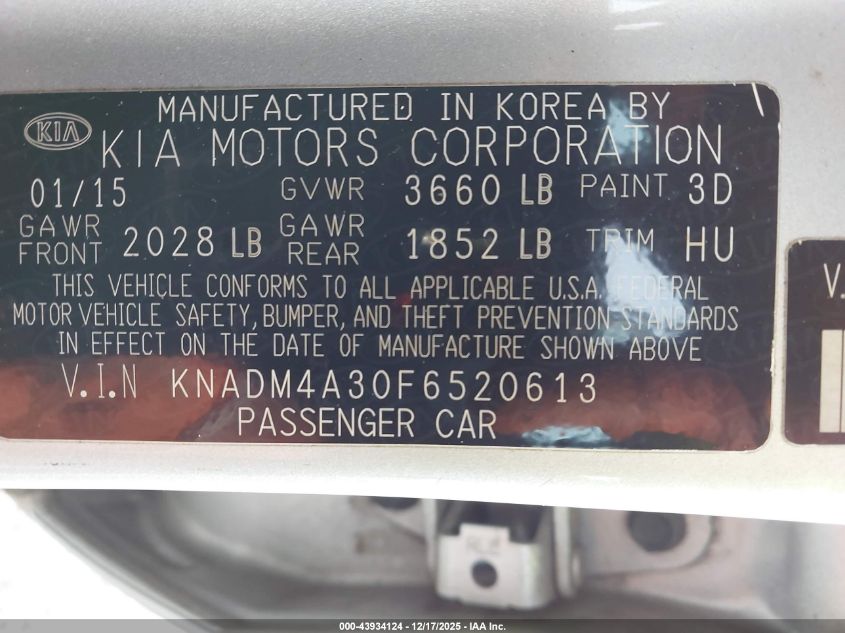 MANUFACTURED IN KOREA BY
KIA KIA MOTORS CORPORATION
01/15 GVWR 3660 LB PAINT 3D
GAWR FRONT 2028 LB GAWR REAR 1852 LB TRIM HU
THIS VEHICLE CONFORMS TO ALL APPLICABLE U.S.A. FEDERAL
MOTOR VEHICLE SAFETY, BUMPER, AND THEFT PREVENTION STANDARDS
IN EFFECT ON THE DATE OF MANUFACTURE SHOWN ABOVE
V.I.N KNADM4A30F6520613
PASSENGER CAR
V.
000-43934124 - 12/17/2025 - IAA Inc.